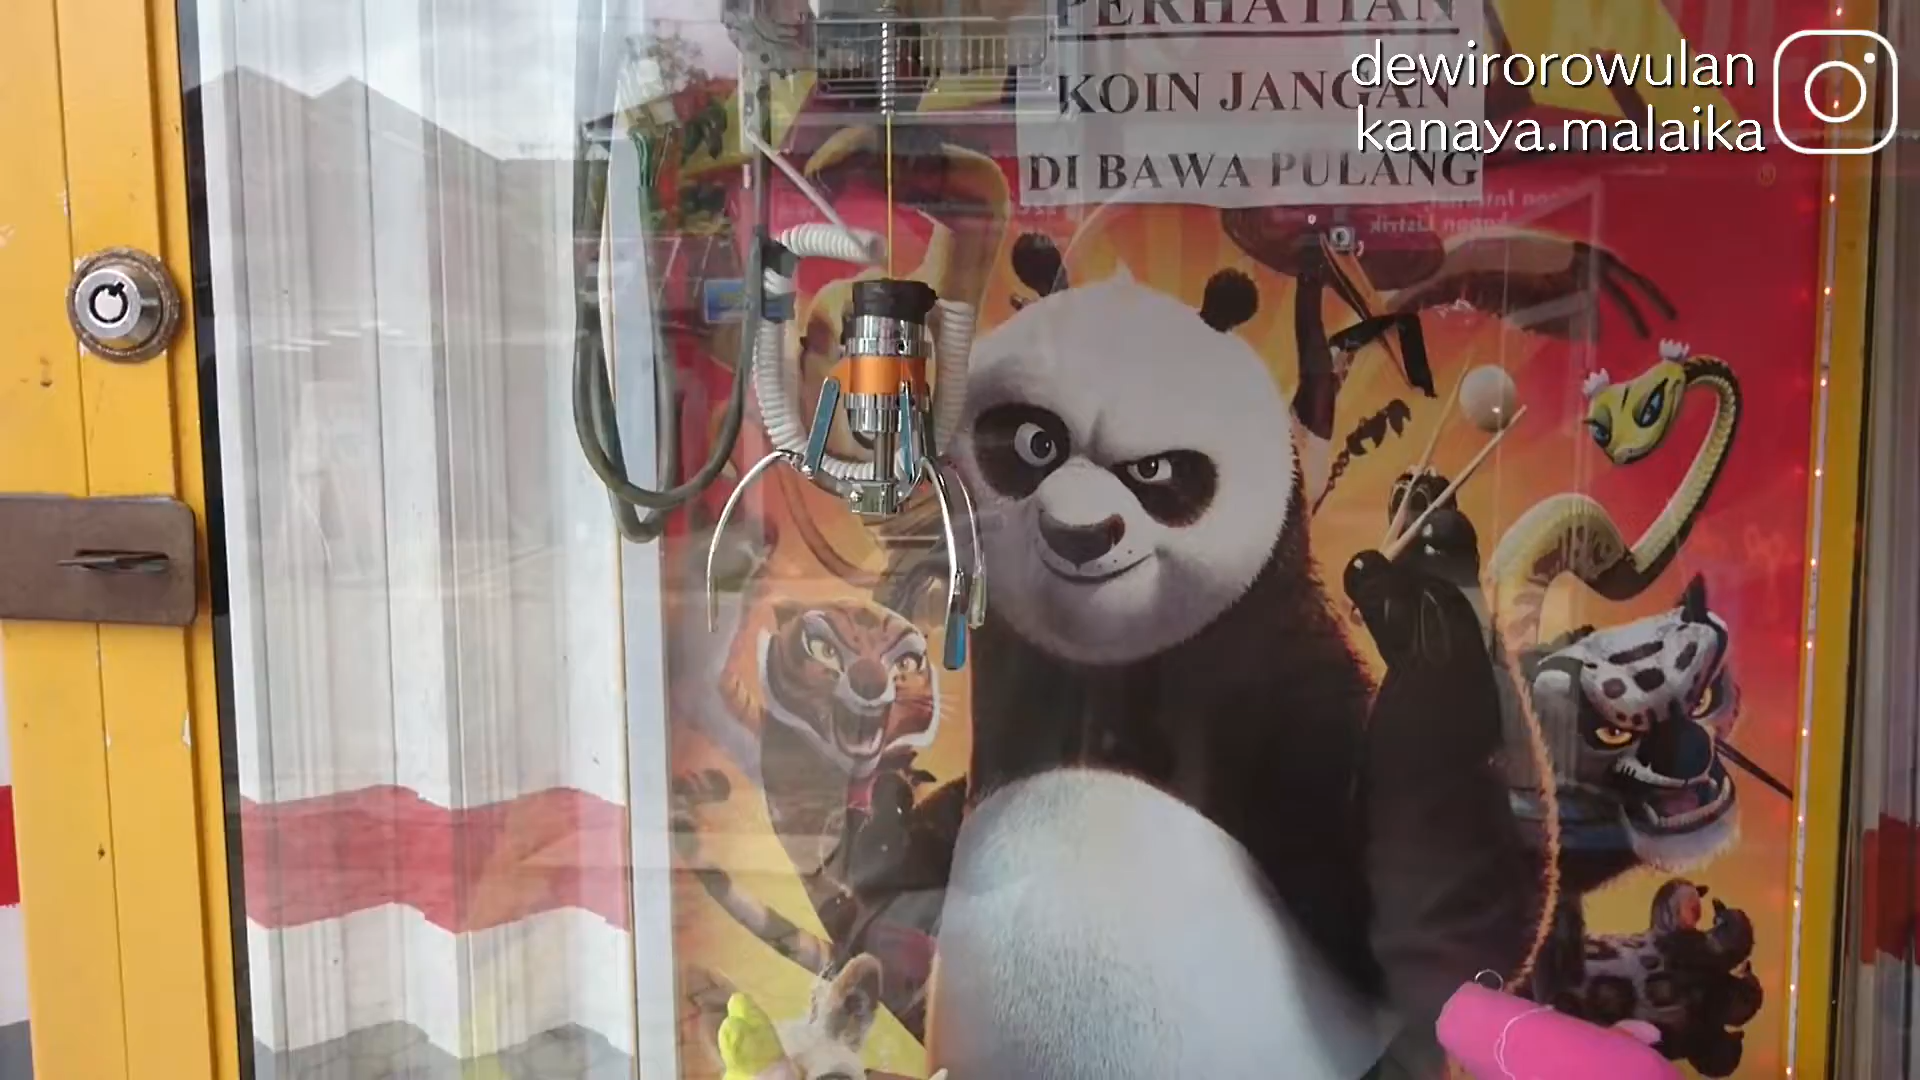 PERHATIAN
KOIN JANGAN
DI BAWA PULANG
dewirorowulan
kanaya.malaika